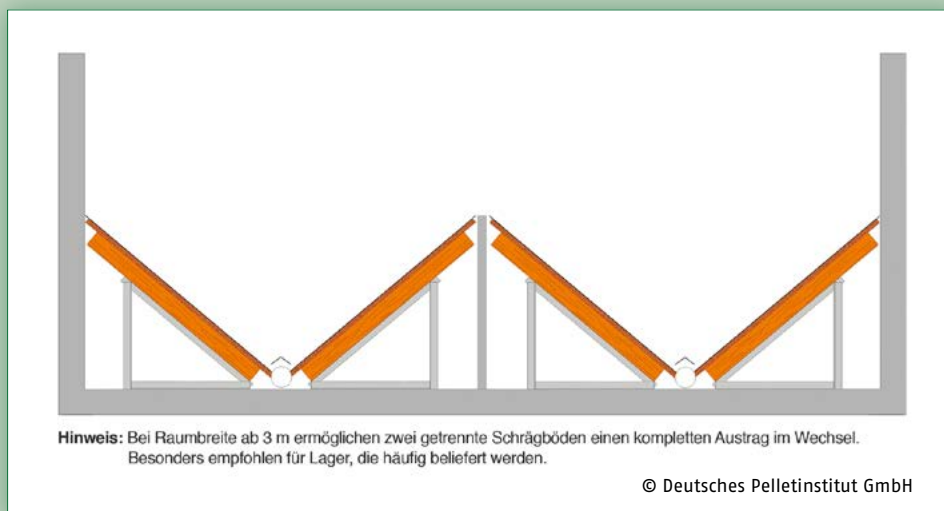 Hinweis: Bei Raumbreite ab 3 m ermöglichen zwei getrennte Schrägböden einen kompletten Austrag im Wechsel.
Besonders empfohlen für Lager, die häufig beliefert werden.
© Deutsches Pelletinstitut GmbH